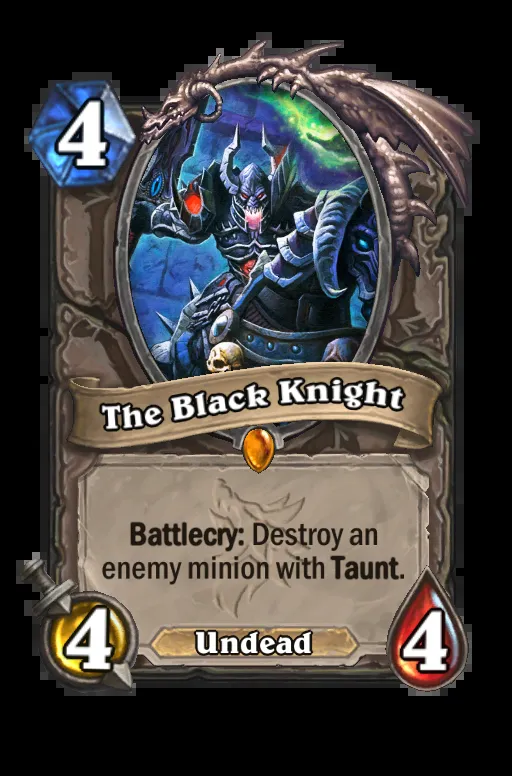 4
The Black Knight
Battlecry: Destroy an
enemy minion with Taunt.
4
Undead
4